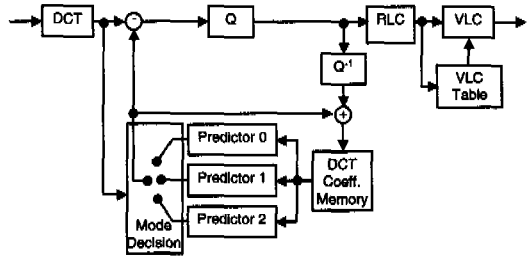 DCT
-
Q
RLC
VLC
Q-1
VLC
Table
+
Predictor 0
Predictor 1
Predictor 2
DCT
Coeff.
Memory
Mode
Decision